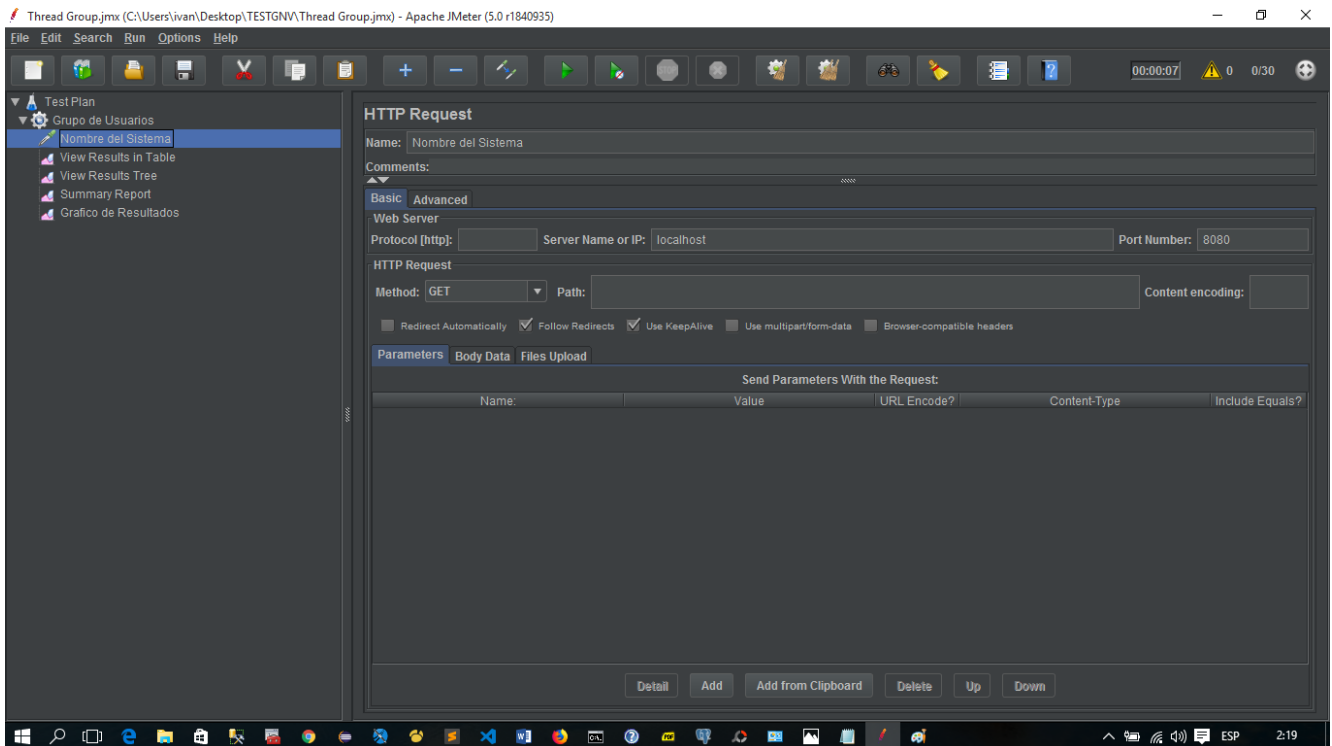 Thread Group.jmx (C:\Users\ivan\Desktop\TESTGNV\Thread Group.jmx) - Apache JMeter (5.0 r1840935)
File Edit Search Run Options Help
STOP 00:00:07 0 0/30
Test Plan
Grupo de Usuarios
Nombre del Sistema
View Results in Table
View Results Tree
Summary Report
Grafico de Resultados
HTTP Request
Name: Nombre del Sistema
Comments:
Basic Advanced
Web Server
Protocol [http]: Server Name or IP: localhost Port Number: 8080
HTTP Request
Method: GET Path: Content encoding:
Redirect Automatically Follow Redirects Use KeepAlive Use multipart/form-data Browser-compatible headers
Parameters Body Data Files Upload
Send Parameters With the Request:
Name: Value URL Encode? Content-Type Include Equals?
Detail Add Add from Clipboard Delete Up Down
ESP 2:19